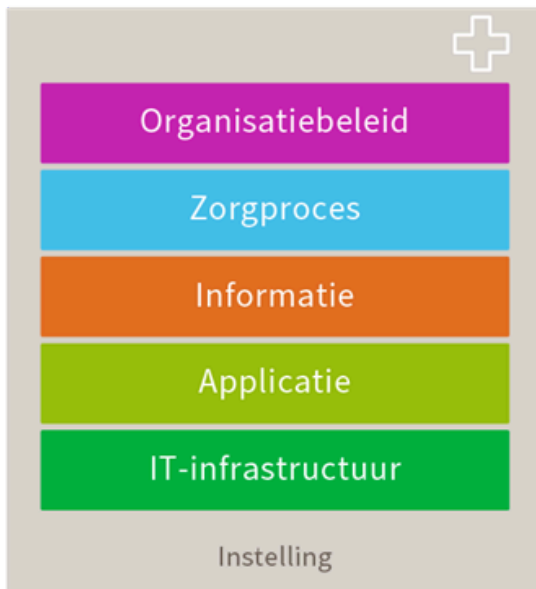 Organisatiebeleid
Zorgproces
Informatie
Applicatie
IT-infrastructuur
Instelling